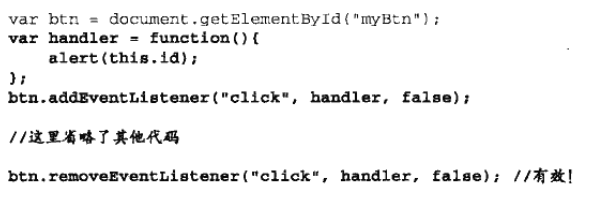 var btn = document.getElementById("myBtn");
var handler = function(){
    alert(this.id);
};
btn.addEventListener("click", handler, false);
//这里省略了其他代码
btn.removeEventListener("click", handler, false); //有效!